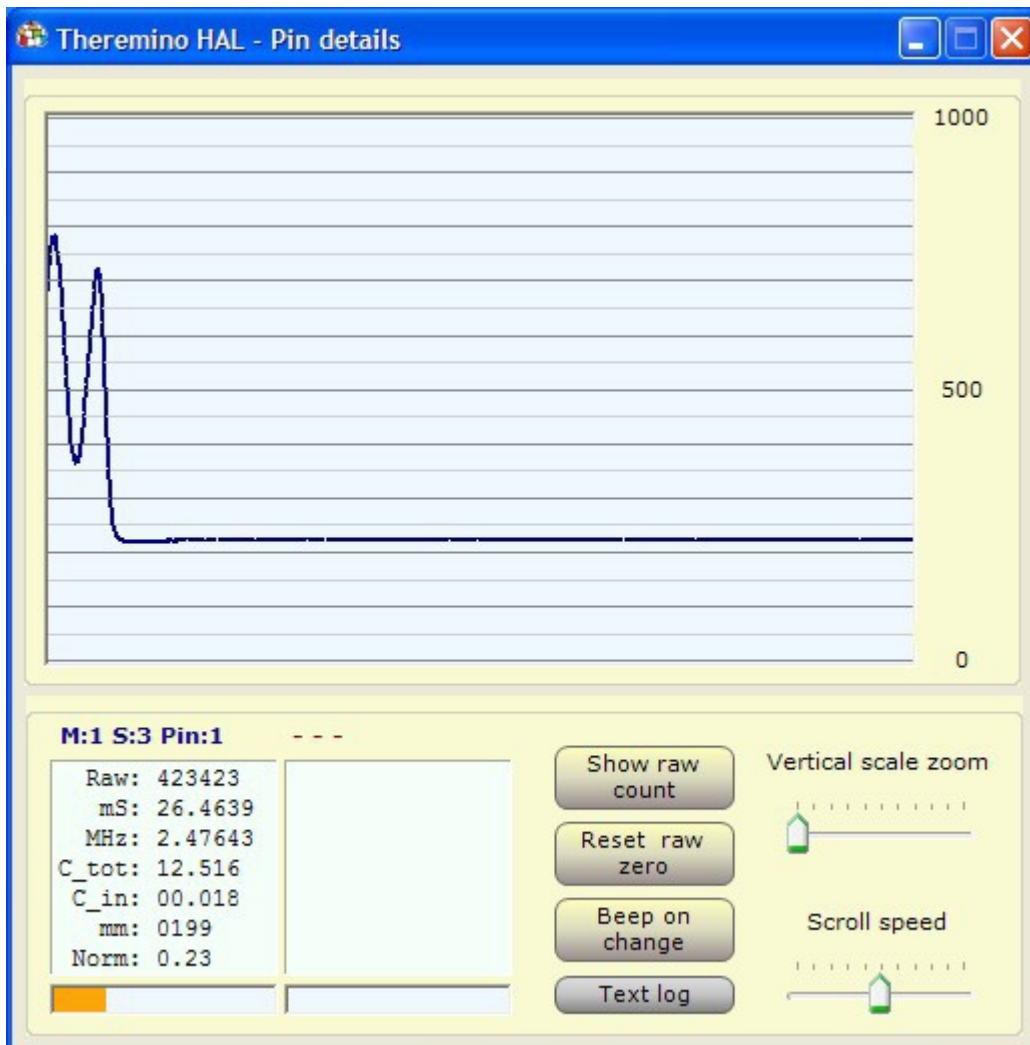 Theremino HAL - Pin details
1000
500
0
M:1 S:3 Pin:1
- - -
Raw: 423423
mS: 26.4639
MHz: 2.47643
C_tot: 12.516
C_in: 00.018
mm: 0199
Norm: 0.23
Show raw
count
Reset raw
zero
Beep on
change
Text log
Vertical scale zoom
Scroll speed